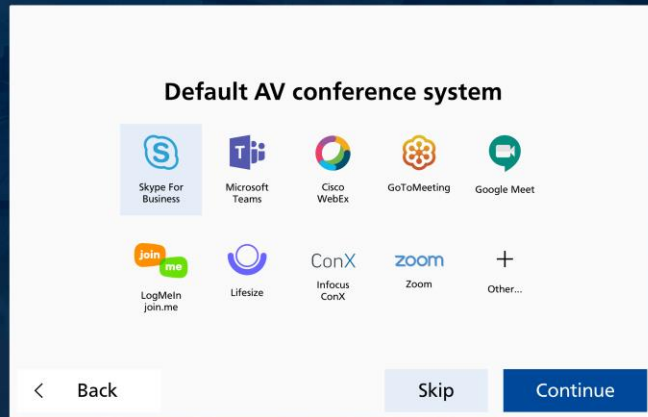 Default AV conference system
S
Skype For
Business
T
Microsoft
Teams
Cisco
WebEx
GoToMeeting
Google Meet
join
me
LogMeIn
join.me
Lifesize
ConX
Infocus
ConX
zoom
Zoom
Other...
Back
Skip
Continue